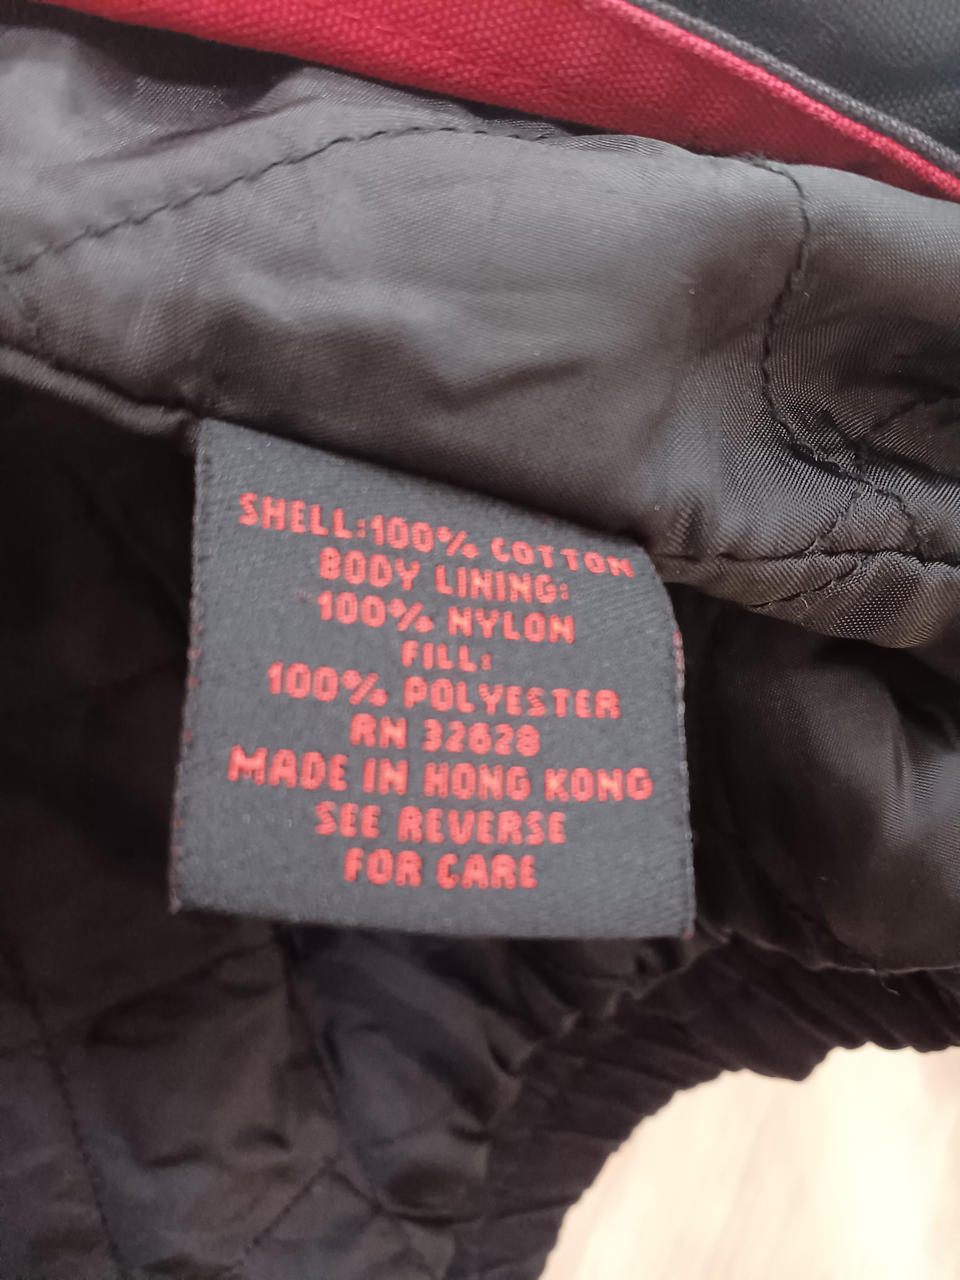 SHELL:100% COTTON
BODY LINING:
100% NYLON
FILL:
100% POLYESTER
RN 32628
MADE IN HONG KONG
SEE REVERSE
FOR CARE